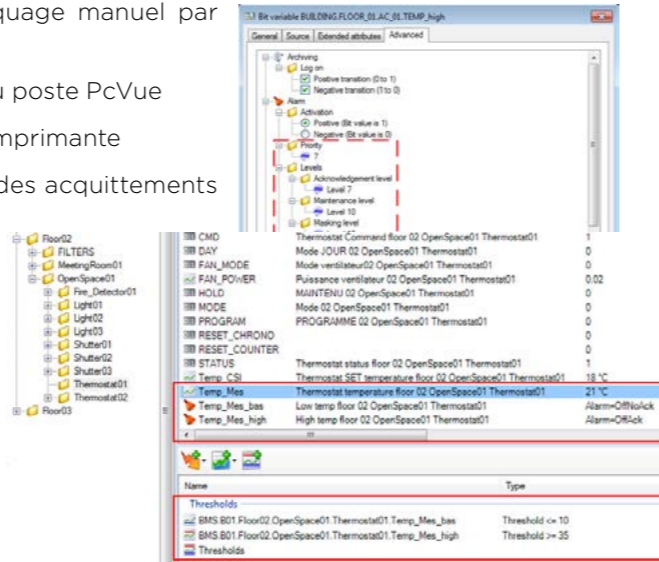 quage manuel par
u poste PcVue
mprimante
des acquittements
Bit variable BUILDING.FLOOR_01.AC_01.TEMP_high
General Source Extended attributes Advanced
Archiving
Log on
Positive transition (0 to 1)
Negative transition (1 to 0)
Alarm
Activation
Positive (Bit value is 1)
Negative (Bit value is 0)
Priority
7
Levels
Acknowledgement level
Level 7
Maintenance level
Level 10
Masking level
Floor02
FILTERS
MeetingRoom01
OpenSpace01
Fire_Detector01
Light01
Light02
Light03
Shutter01
Shutter02
Shutter03
Thermostat01
Thermostat02
Floor03
CMD Thermostat Command floor 02 OpenSpace01 Thermostat01 1
DAY Mode JOUR 02 OpenSpace01 Thermostat01 0
FAN_MODE Mode ventilateur02 OpenSpace01 Thermostat01 0
FAN_POWER Puissance ventilateur 02 OpenSpace01 Thermostat01 0.02
HOLD MAINTENU 02 OpenSpace01 Thermostat01 0
MODE Mode 02 OpenSpace01 Thermostat01 0
PROGRAM PROGRAMME 02 OpenSpace01 Thermostat01 0
RESET_CHRONO 0
RESET_COUNTER 0
STATUS Thermostat status floor 02 OpenSpace01 Thermostat01 1
Temp_CSI Thermostat SET temperature floor 02 OpenSpace01 Thermostat01 18 °C
Temp_Mes Thermostat temperature floor 02 OpenSpace01 Thermostat01 21 °C
Temp_Mes_bas Low temp floor 02 OpenSpace01 Thermostat01 Alarm=OffNoAck
Temp_Mes_high High temp floor 02 OpenSpace01 Thermostat01 Alarm=OffAck
Name Type
Thresholds
BMS.B01.Floor02.OpenSpace01.Thermostat01.Temp_Mes_bas Threshold <= 10
BMS.B01.Floor02.OpenSpace01.Thermostat01.Temp_Mes_high Threshold >= 35
Thresholds